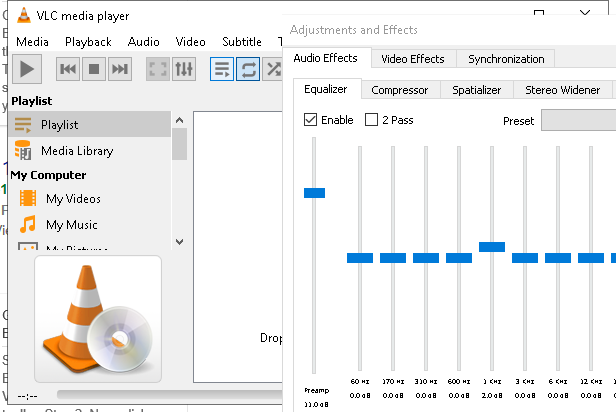 VLC media player
Media Playback Audio Video Subtitle T
Playlist
Playlist
Media Library
My Computer
My Videos
My Music
My Pictures
Drop
--:--
Adjustments and Effects
Audio Effects Video Effects Synchronization
Equalizer Compressor Spatializer Stereo Widener
Enable 2 Pass Preset
60 Hz 170 Hz 310 Hz 600 Hz 1 K 3 K 6 K 12 K 1
Preamp 0.0 dB 0.0 dB 0.0 dB 0.0 dB 2.0 dB 0.0 dB 0.0 dB 0.0 dB 0.
11.0 dB